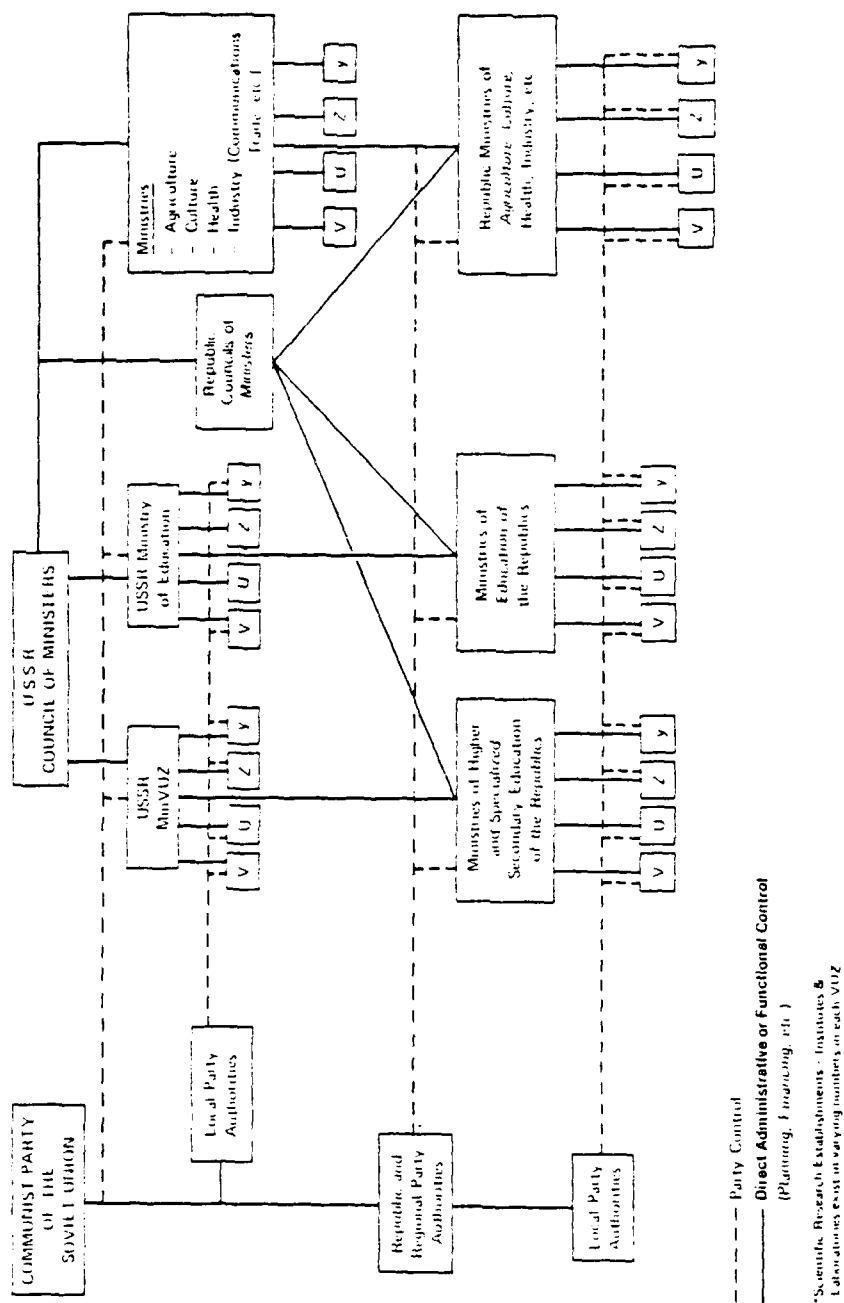 COMMUNIST PARTY
OF THE
SOVIET UNION
U S S R
COUNCIL OF MINISTERS
USSR
MinVUZ
USSR Ministry
of Education
Republic
Councils of
Ministers
Ministries
- Agriculture
- Culture
- Health
- Industry (Communications
Trade etc)
Local Party
Authorities
V
U
Z
y
V
U
Z
y
V
U
Z
y
Republic and
Regional Party
Authorities
Ministries of Higher
and Specialized
Secondary Education
of the Republics
Ministries of
Education of
the Republics
Republic Ministries of
Agriculture, Culture,
Health, Industry, etc
Local Party
Authorities
V
U
Z
y
V
U
Z
y
V
U
Z
y
Party Control
Direct Administrative or Functional Control
(Planning, Financing, etc)
*Scientific Research Establishments - Institutes &
Laboratories exist in varying numbers in each VUZ